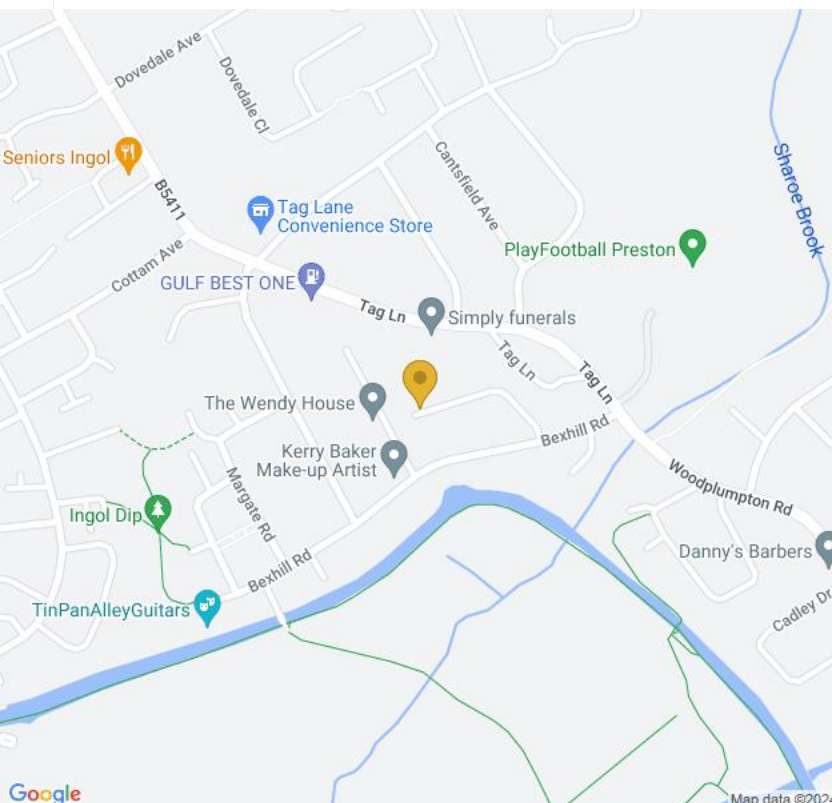 Dovedale Ave
Dovedale Cl
Seniors Ingol
B5411
Cantsfield Ave
Sharoe Brook
Tag Lane
Convenience Store
Cottam Ave
PlayFootball Preston
GULF BEST ONE
Tag Ln
Simply funerals
Tag Ln
Tag Ln
The Wendy House
Bexhill Rd
Kerry Baker
Make-up Artist
Margate Rd
Woodplumpton Rd
Ingol Dip
Danny's Barbers
Bexhill Rd
TinPanAlleyGuitars
Cadley Dr
Google
Map data ©2024